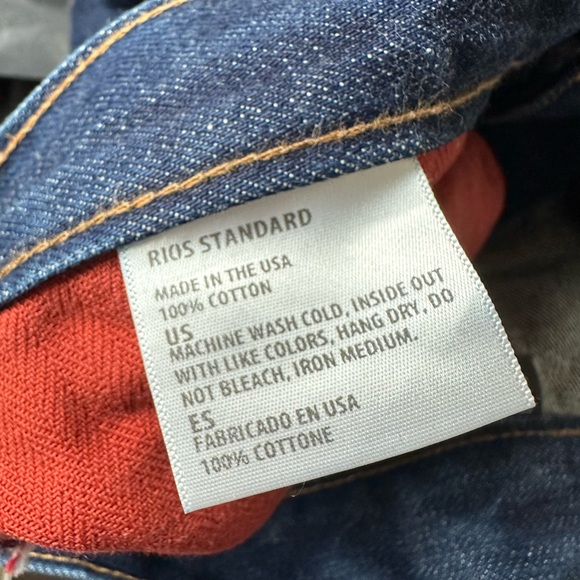 RIOS STANDARD
MADE IN THE USA
100% COTTON
US
MACHINE WASH COLD, INSIDE OUT
WITH LIKE COLORS, HANG DRY, DO
NOT BLEACH, IRON MEDIUM.
ES
FABRICADO EN USA
100% COTTONE